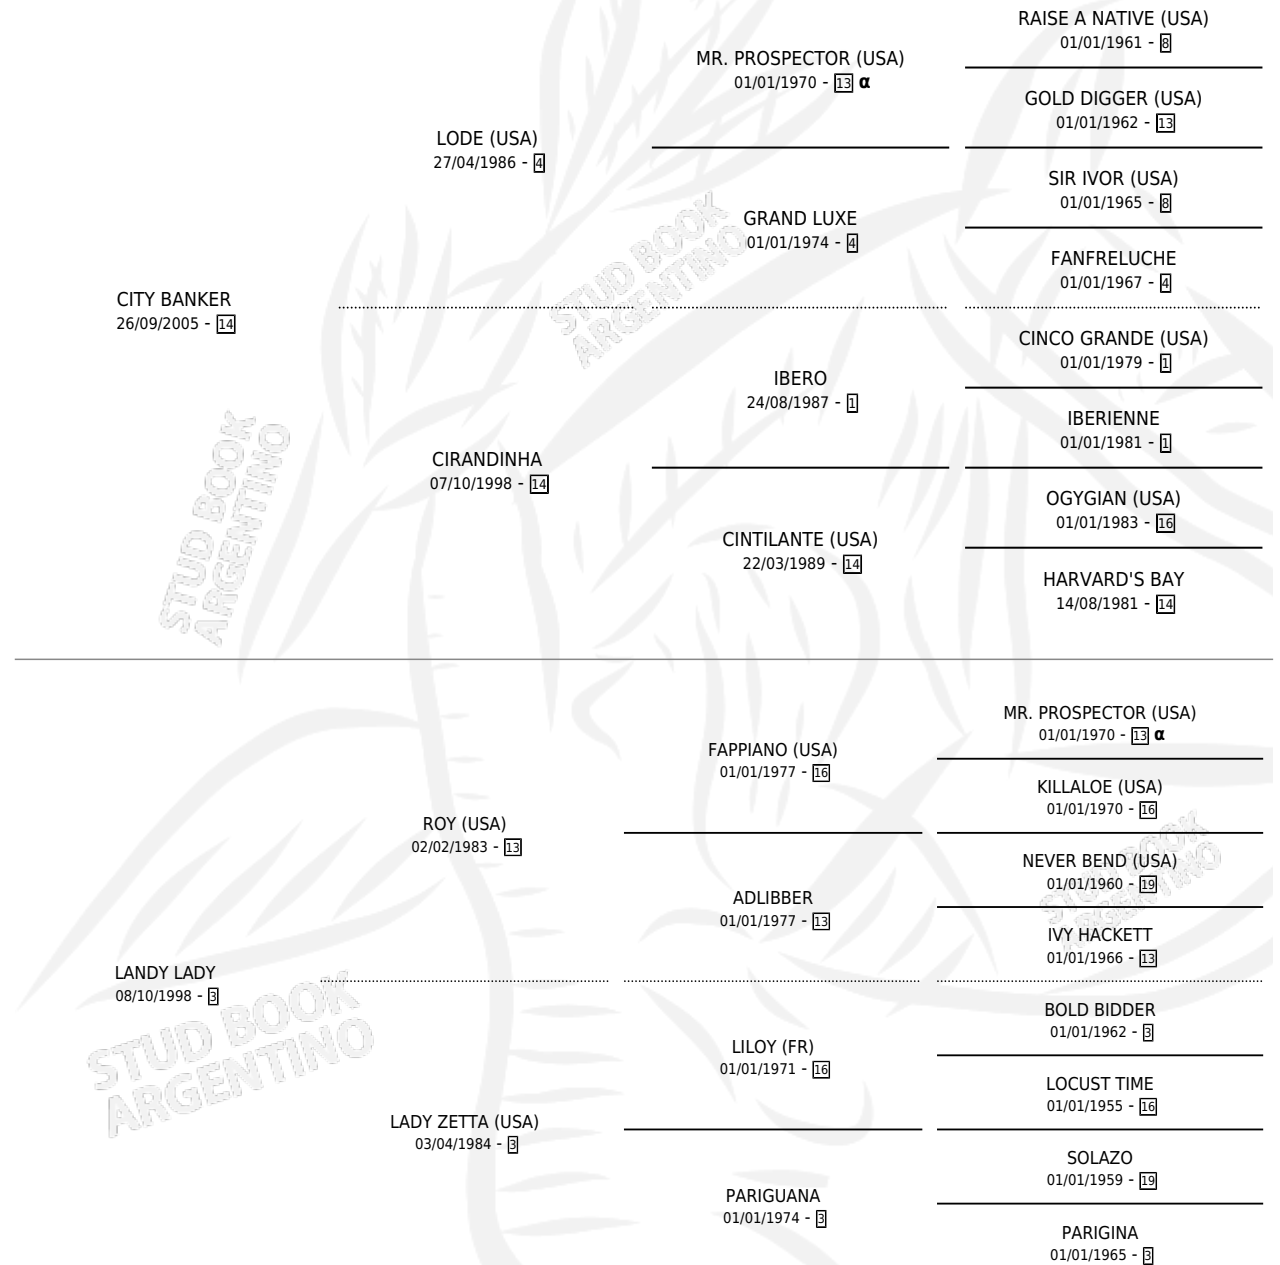 RAISE A NATIVE (USA)
01/01/1961 - 8
MR. PROSPECTOR (USA)
01/01/1970 - 13 α
GOLD DIGGER (USA)
01/01/1962 - 13
LODE (USA)
27/04/1986 - 4
SIR IVOR (USA)
01/01/1965 - 8
GRAND LUXE
01/01/1974 - 4
FANFRELUCHE
01/01/1967 - 4
STUD BOOK
ARGENTINO
CITY BANKER
26/09/2005 - 14
CINCO GRANDE (USA)
01/01/1979 - 1
IBERO
24/08/1987 - 1
IBERIENNE
01/01/1981 - 1
CIRANDINHA
07/10/1998 - 14
OGYGIAN (USA)
01/01/1983 - 16
CINTILANTE (USA)
22/03/1989 - 14
HARVARD'S BAY
14/08/1981 - 14
STUD BOOK
ARGENTINO
MR. PROSPECTOR (USA)
01/01/1970 - 13 α
FAPPIANO (USA)
01/01/1977 - 16
KILLALOE (USA)
01/01/1970 - 16
ROY (USA)
02/02/1983 - 13
NEVER BEND (USA)
01/01/1960 - 19
ADLIBBER
01/01/1977 - 13
IVY HACKETT
01/01/1966 - 13
STUD BOOK
ARGENTINO
LANDY LADY
08/10/1998 - 3
BOLD BIDDER
01/01/1962 - 3
LILOY (FR)
01/01/1971 - 16
LOCUST TIME
01/01/1955 - 16
STUD BOOK
ARGENTINO
LADY ZETTA (USA)
03/04/1984 - 3
SOLAZO
01/01/1959 - 19
PARIGUANA
01/01/1974 - 3
PARIGINA
01/01/1965 - 3